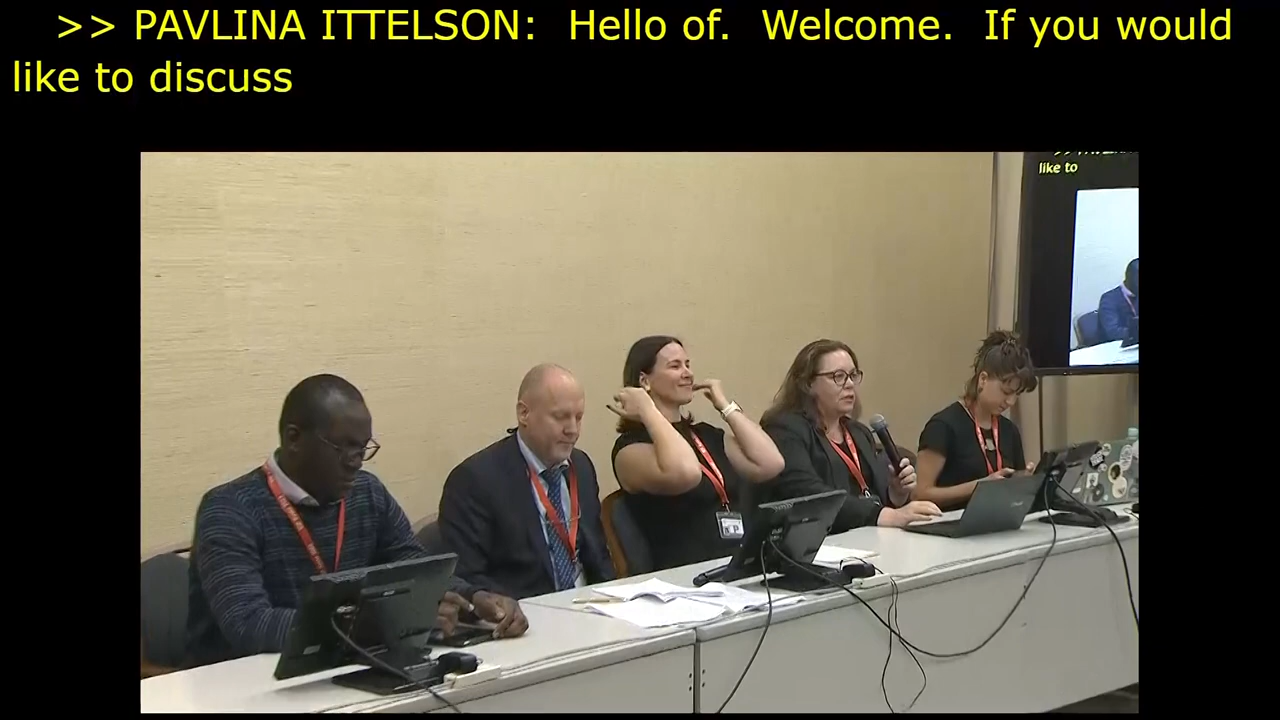 >> PAVLINA ITTELSON:  Hello of.  Welcome.  If you would
like to discuss
like to